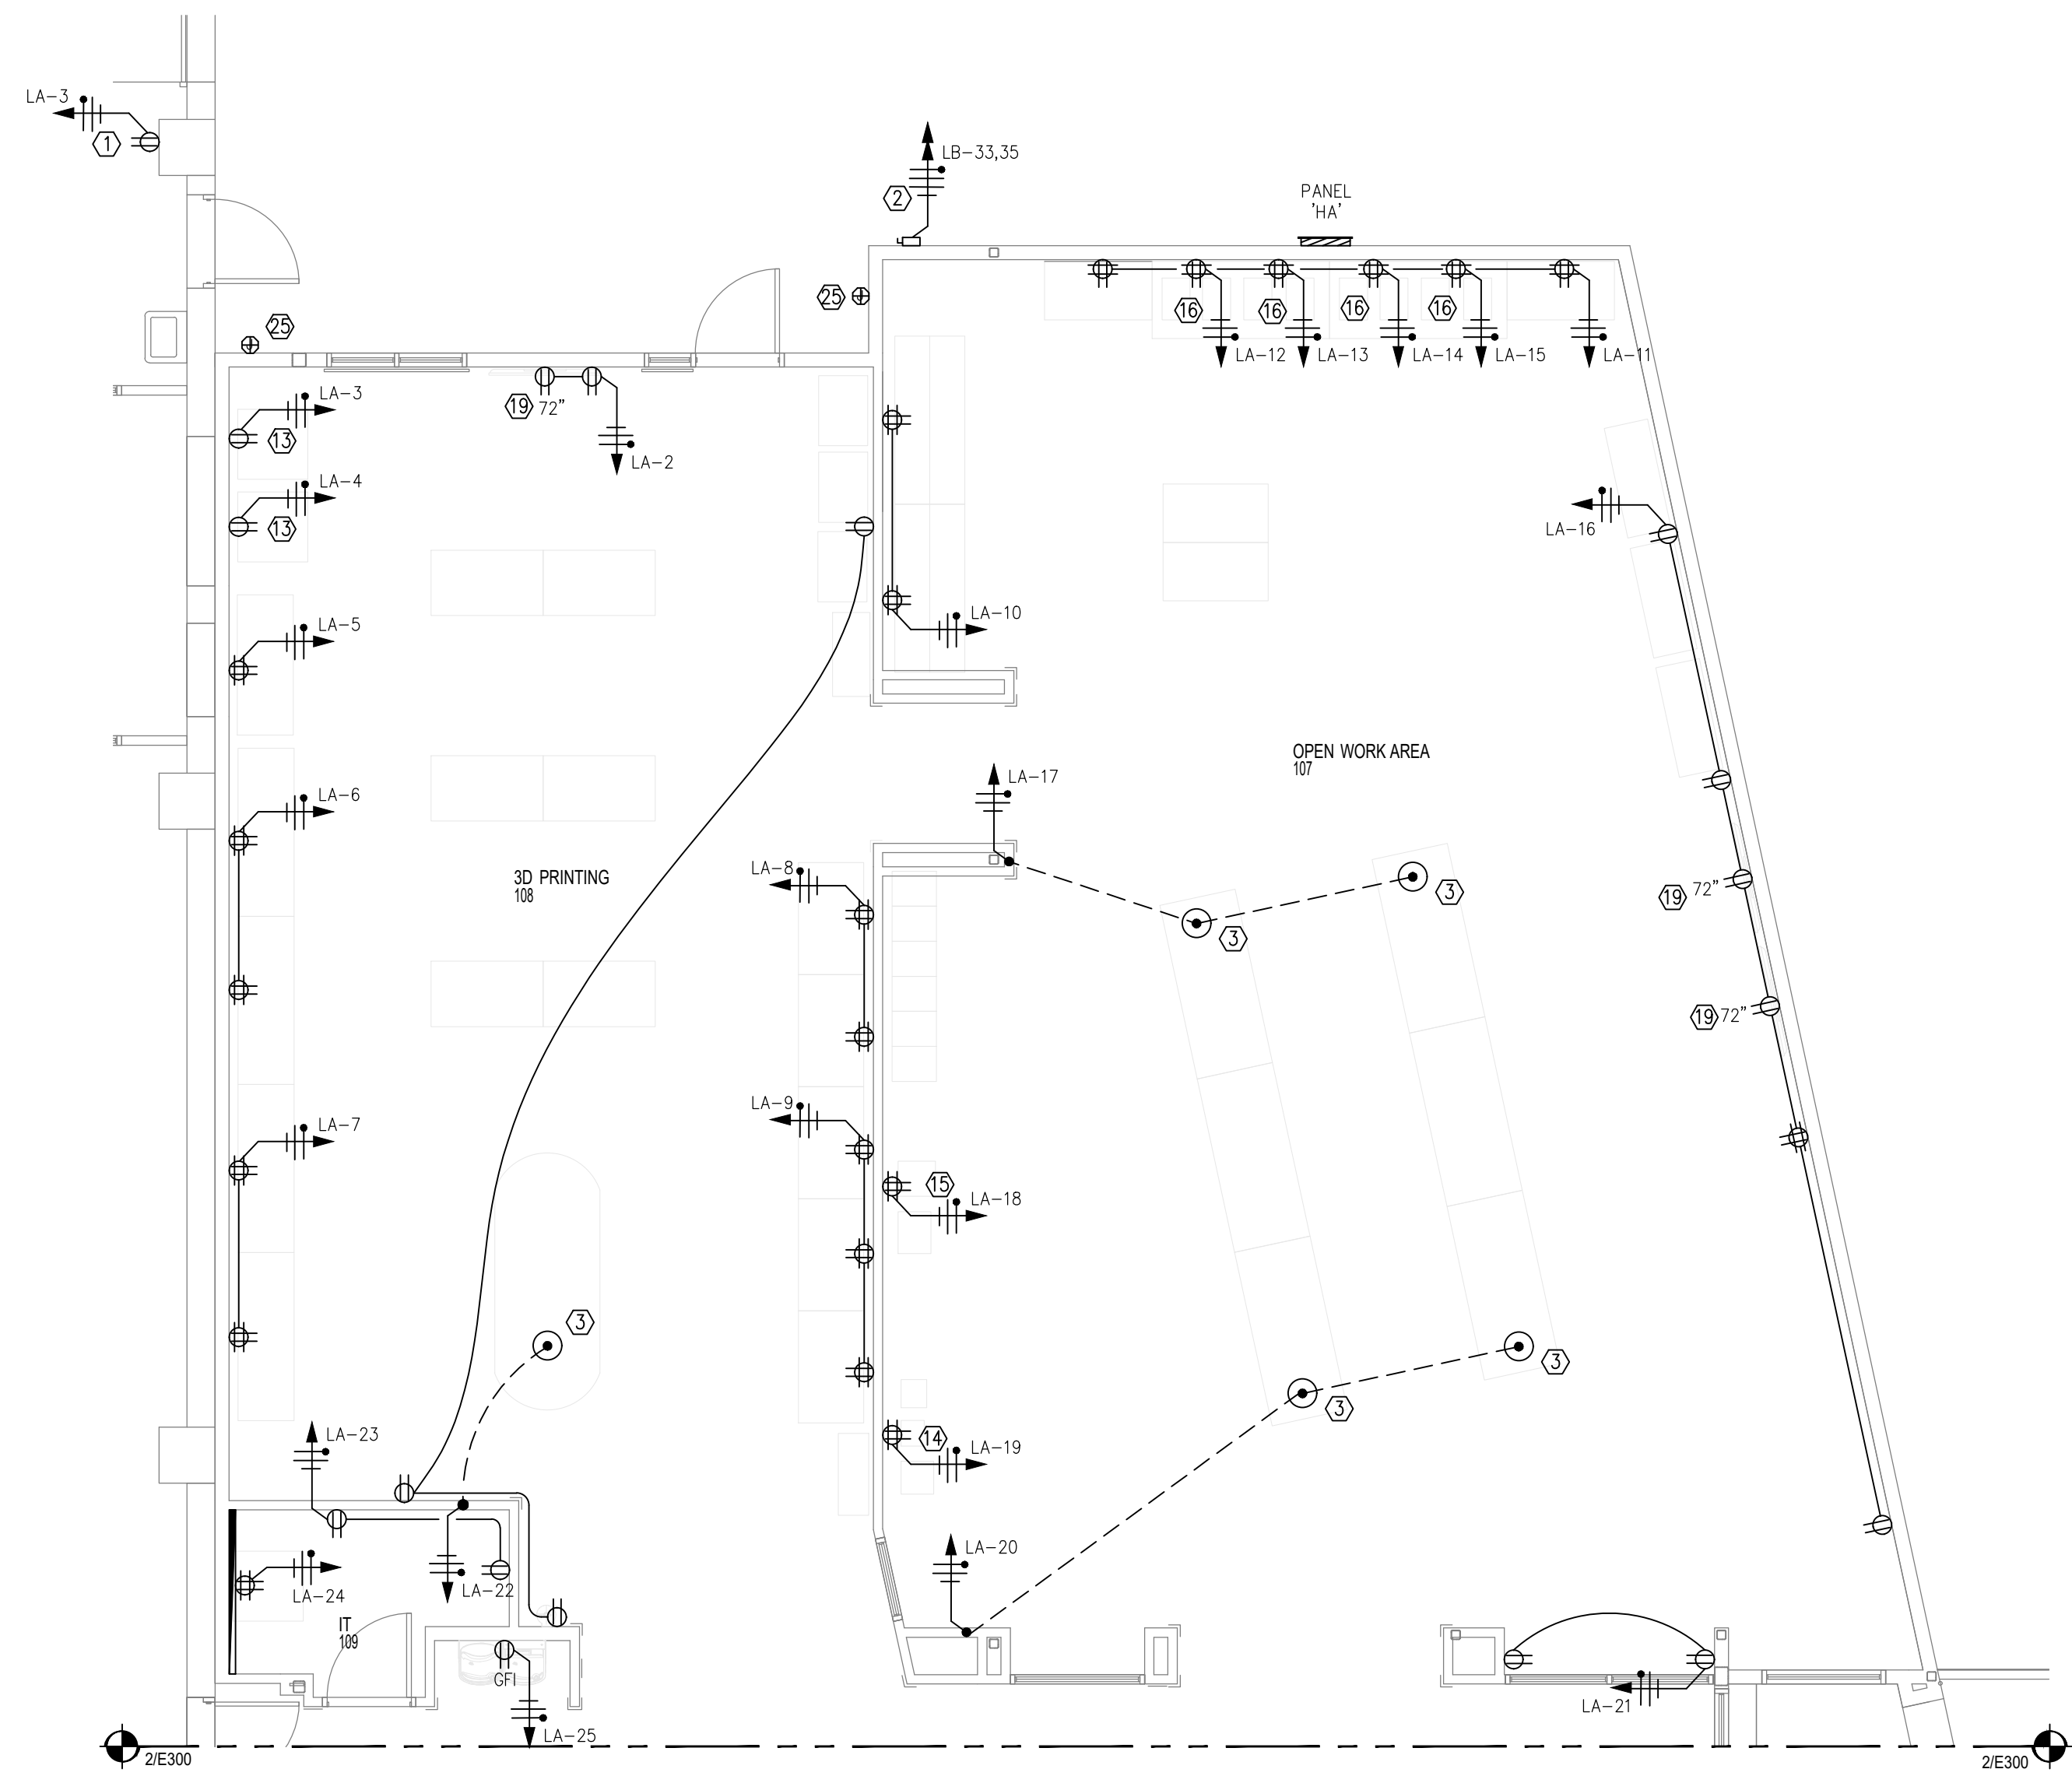 LA-3
1
LB-33,35
2
PANEL
'HA'
25
25
16
16
16
16
LA-12
LA-13
LA-14
LA-15
LA-11
LA-3
13
19 72"
LA-2
LA-4
13
LA-16
LA-5
LA-10
OPEN WORK AREA
107
LA-17
LA-6
3D PRINTING
108
LA-8
3
19 72"
3
19 72"
LA-9
LA-7
15
LA-18
3
3
3
LA-23
14
LA-19
LA-20
LA-22
LA-24
IT
109
GFI
LA-21
LA-25
2/E300
2/E300